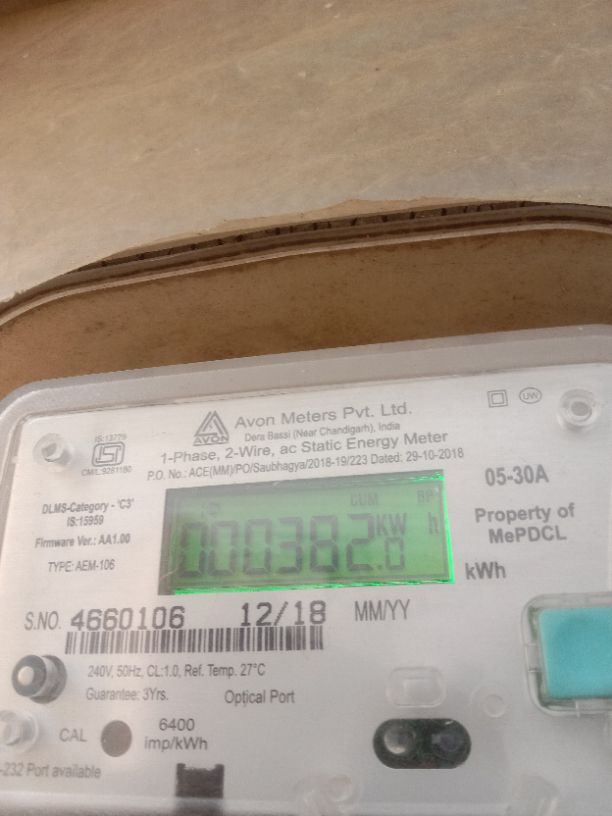 Avon Meters Pvt. Ltd.
AVON
Dera Bassi (Near Chandigarh), India
IS:13779
ISI
CM/L:9281180
1-Phase, 2-Wire, ac Static Energy Meter
P.O. No.: ACE(MM)/PO/Saubhagya/2018-19/223 Dated: 29-10-2018
UW
05-30A
DLMS-Category - 'C3'
IS:15959
Firmware Ver.: AA1.00
TYPE: AEM-106
CUM
000382.0 KW h
Property of
MePDCL
kWh
S.NO. 4660106 12/18 MM/YY
240V, 50Hz, CL:1.0, Ref. Temp. 27°C
Guarantee: 3Yrs. Optical Port
CAL 6400
imp/kWh
-232 Port available